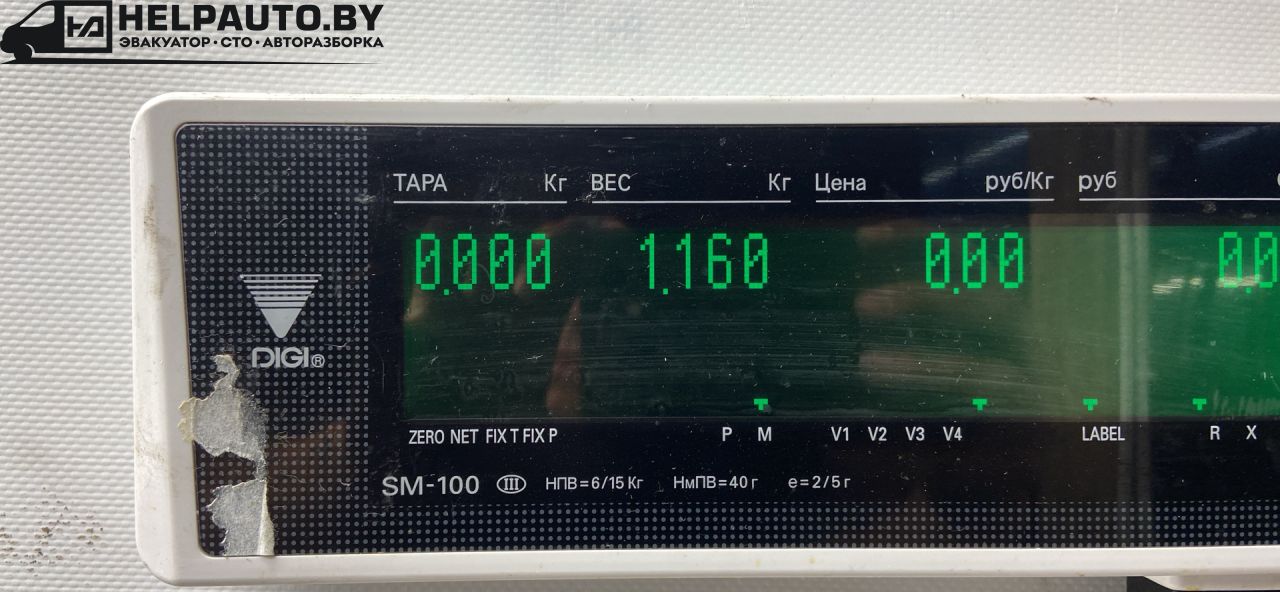 HELPAUTO.BY
ЭВАКУАТОР · СТО · АВТОРАЗБОРКА
ТАРА Кг ВЕС Кг Цена руб/Кг руб
0.000 1.160 0.00 0.0
DIGI®
ZERO NET FIX T FIX P P M V1 V2 V3 V4 LABEL R X
SM-100 III НПВ=6/15 Кг НмПВ=40 г е=2/5 г